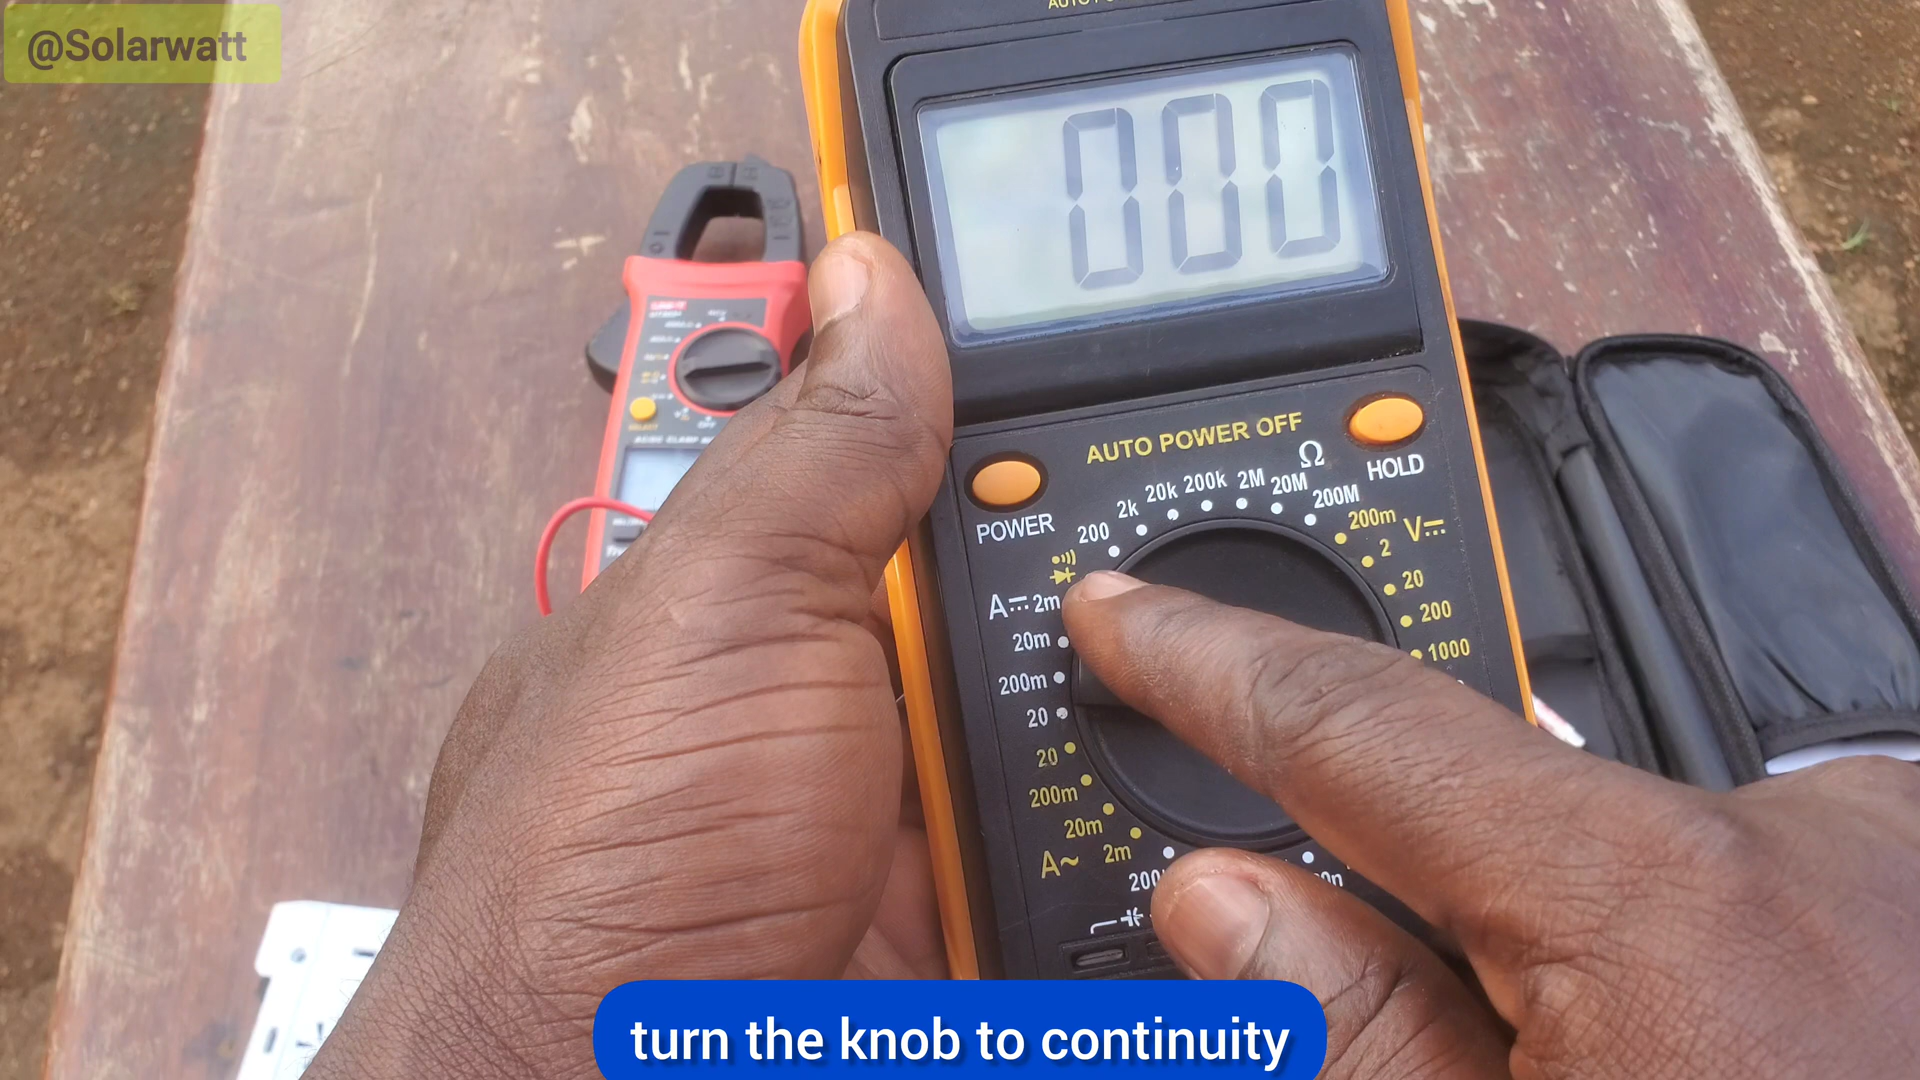 @Solarwatt
000
AUTO POWER OFF
POWER
HOLD
Ω
200
2k
20k
200k
2M
20M
200M
200m
V
2
20
200
1000
A
2m
20m
200m
20
20
200m
20m
2m
A~
SELECT
turn the knob to continuity